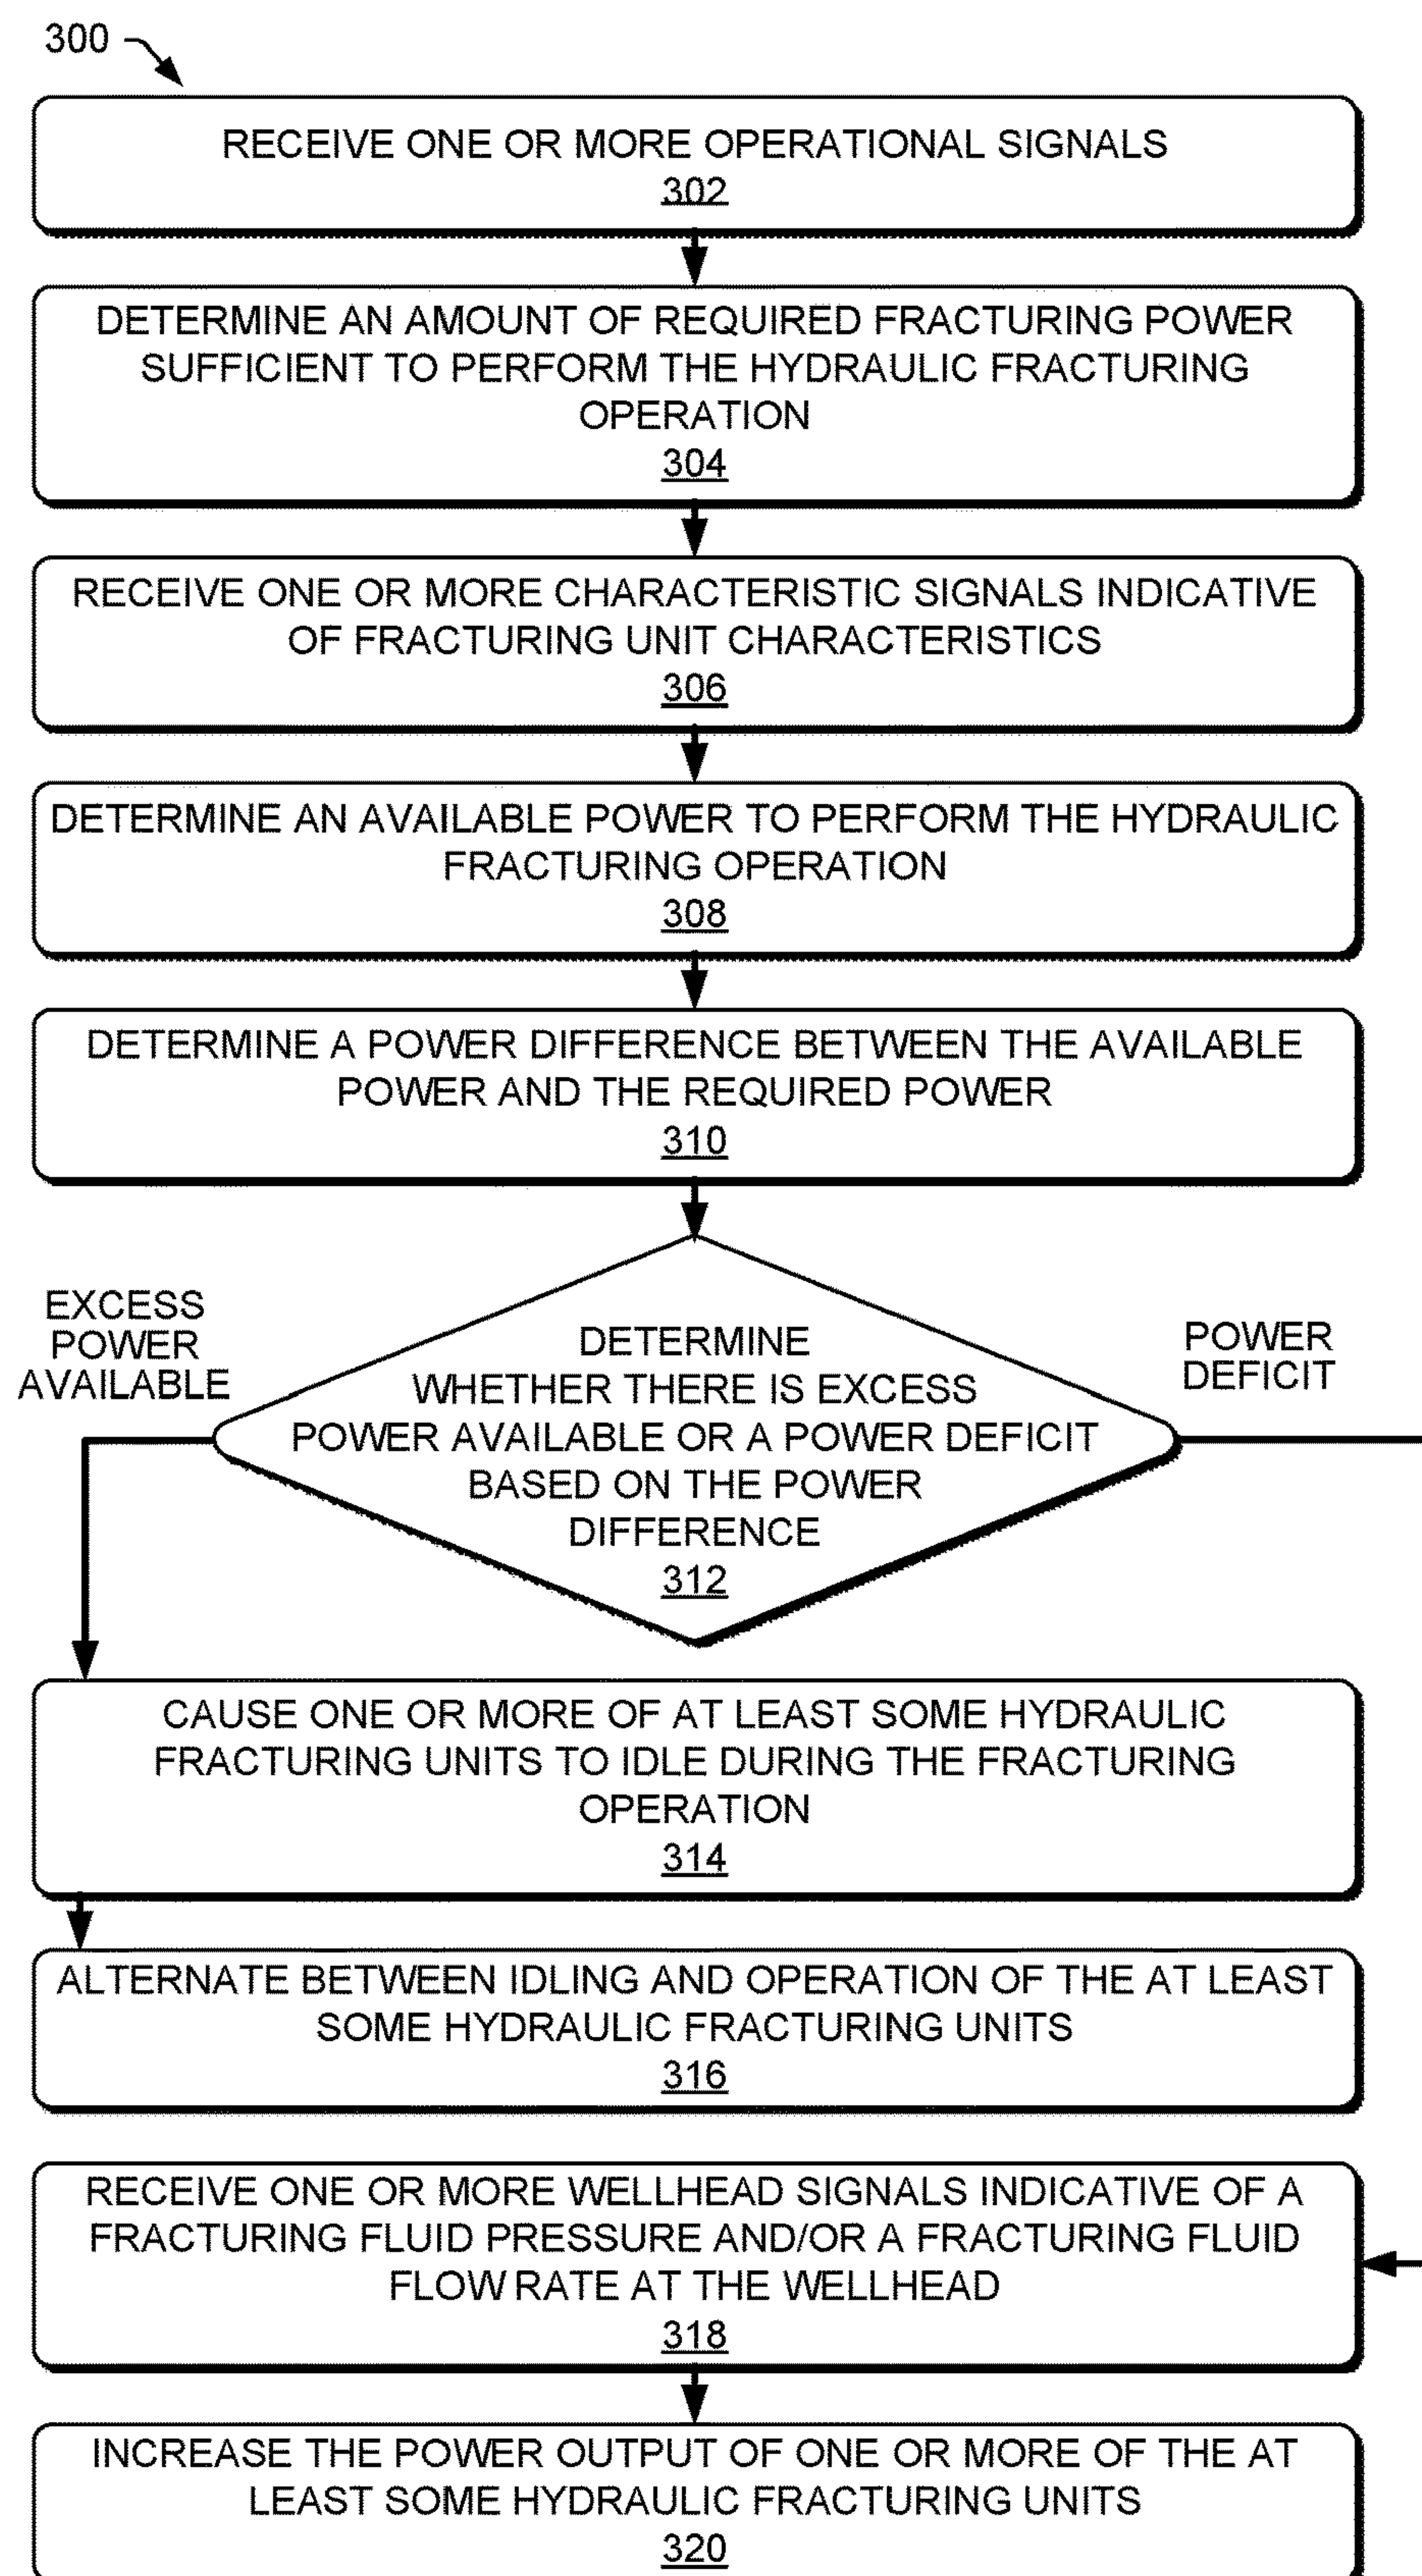 300
RECEIVE ONE OR MORE OPERATIONAL SIGNALS
302
DETERMINE AN AMOUNT OF REQUIRED FRACTURING POWER
SUFFICIENT TO PERFORM THE HYDRAULIC FRACTURING
OPERATION
304
RECEIVE ONE OR MORE CHARACTERISTIC SIGNALS INDICATIVE
OF FRACTURING UNIT CHARACTERISTICS
306
DETERMINE AN AVAILABLE POWER TO PERFORM THE HYDRAULIC
FRACTURING OPERATION
308
DETERMINE A POWER DIFFERENCE BETWEEN THE AVAILABLE
POWER AND THE REQUIRED POWER
310
EXCESS
POWER
AVAILABLE
DETERMINE
WHETHER THERE IS EXCESS
POWER AVAILABLE OR A POWER DEFICIT
BASED ON THE POWER
DIFFERENCE
312
POWER
DEFICIT
CAUSE ONE OR MORE OF AT LEAST SOME HYDRAULIC
FRACTURING UNITS TO IDLE DURING THE FRACTURING
OPERATION
314
ALTERNATE BETWEEN IDLING AND OPERATION OF THE AT LEAST
SOME HYDRAULIC FRACTURING UNITS
316
RECEIVE ONE OR MORE WELLHEAD SIGNALS INDICATIVE OF A
FRACTURING FLUID PRESSURE AND/OR A FRACTURING FLUID
FLOW RATE AT THE WELLHEAD
318
INCREASE THE POWER OUTPUT OF ONE OR MORE OF THE AT
LEAST SOME HYDRAULIC FRACTURING UNITS
320